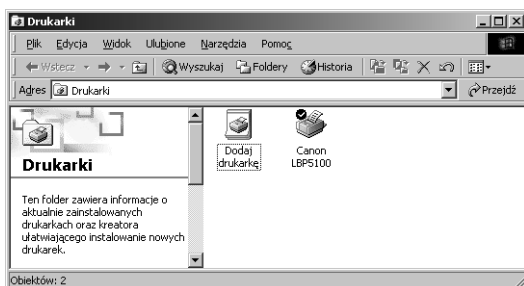 Drukarki
Plik Edycja Widok Ulubione Narzędzia Pomoc
Wstecz Wyszukaj Foldery Historia
Adres Drukarki Przejdź
Drukarki
Ten folder zawiera informacje o
aktualnie zainstalowanych
drukarkach oraz kreatora
ułatwiającego instalowanie nowych
drukarek.
Dodaj
drukarkę
Canon
LBP5100
Obiektów: 2